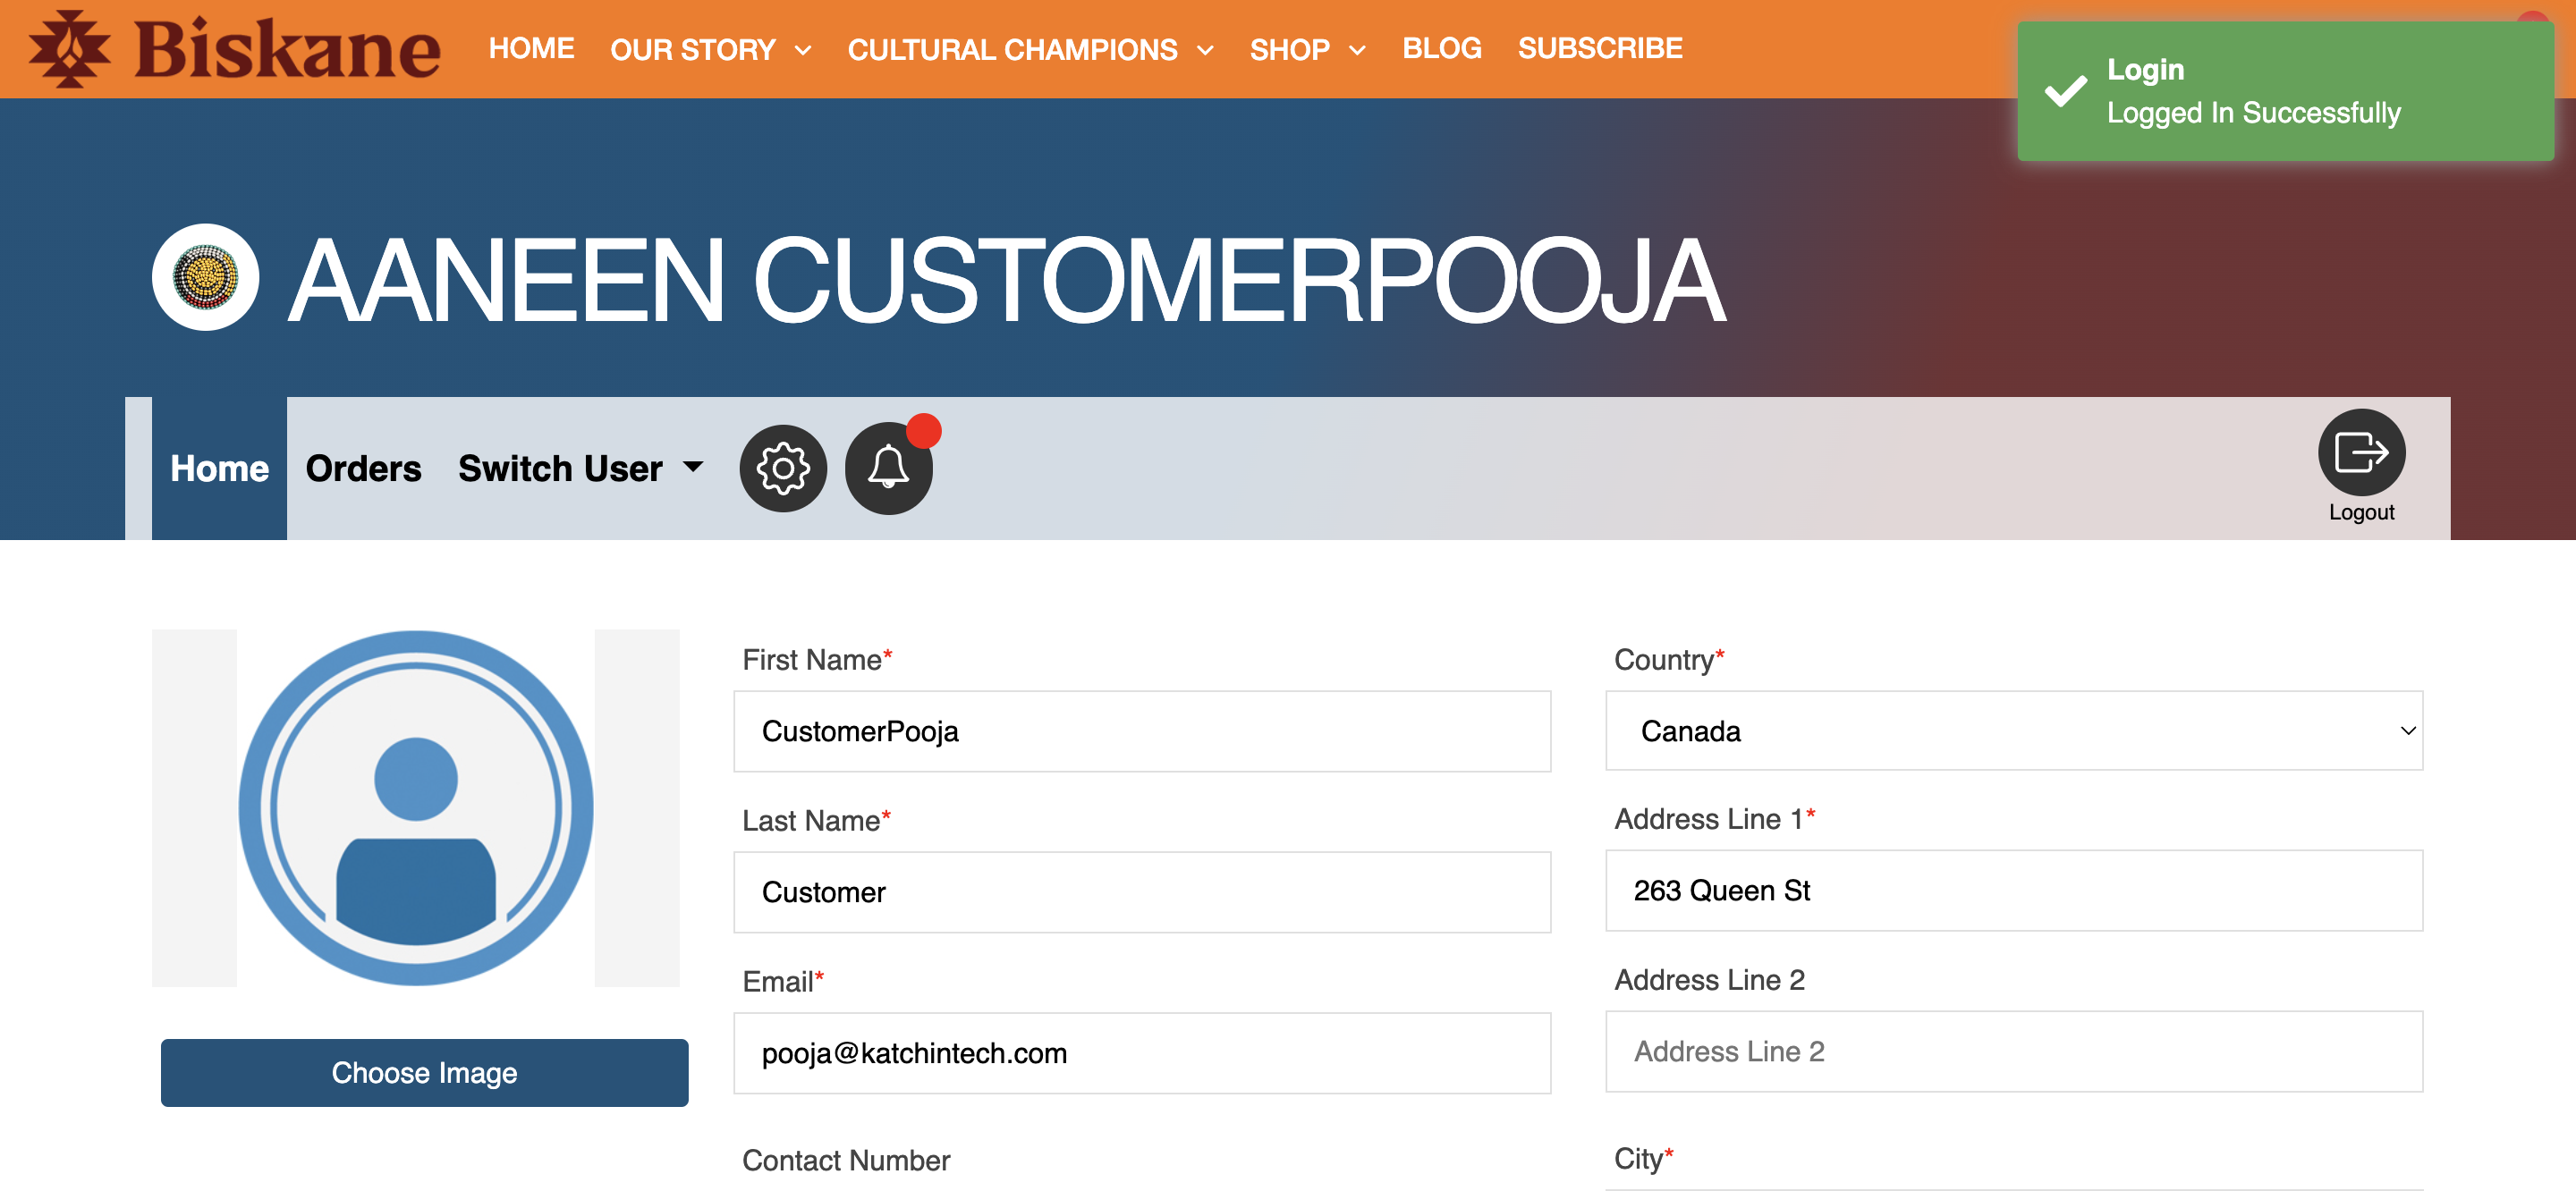 Biskane
HOME OUR STORY CULTURAL CHAMPIONS SHOP BLOG SUBSCRIBE
Login
Logged In Successfully
AANEEN CUSTOMERPOOJA
Home Orders Switch User
Logout
First Name*
CustomerPooja
Last Name*
Customer
Email*
pooja@katchintech.com
Contact Number
Country*
Canada
Address Line 1*
263 Queen St
Address Line 2
Address Line 2
City*
Choose Image